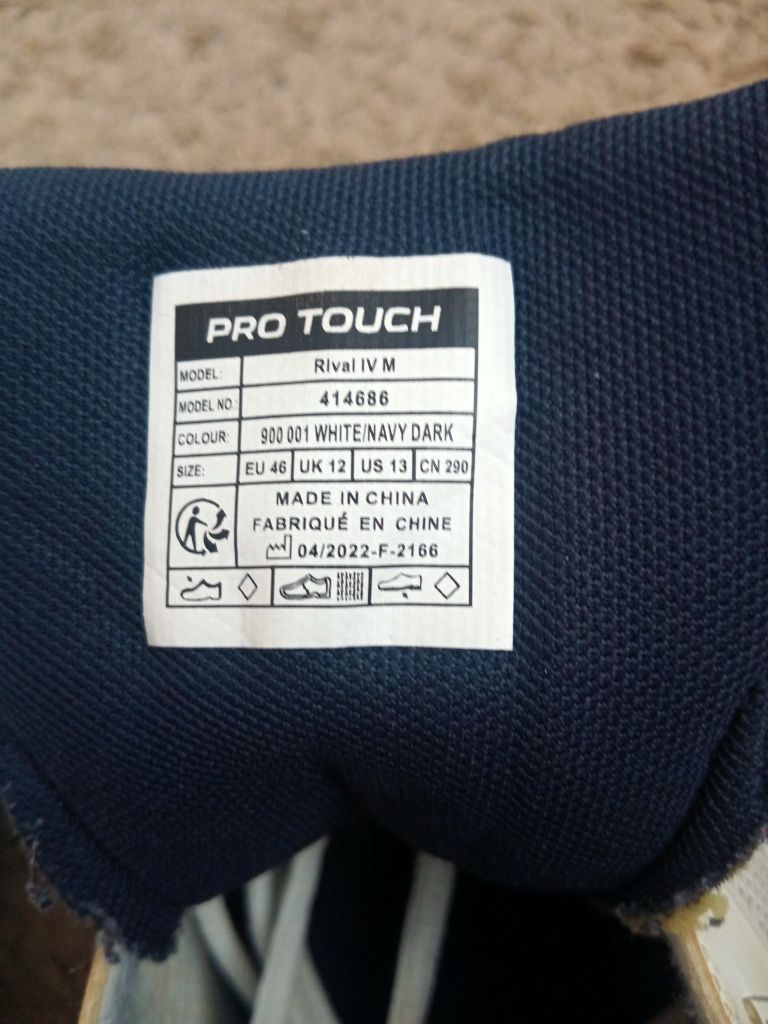 PRO TOUCH
MODEL: Rival IV M
MODEL NO.: 414686
COLOUR: 900 001 WHITE/NAVY DARK
SIZE: EU 46 UK 12 US 13 CN 290
MADE IN CHINA
FABRIQUÉ EN CHINE
04/2022-F-2166